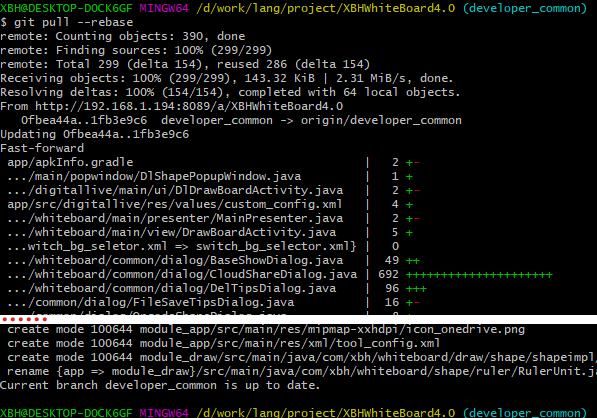 XBH@DESKTOP-DOCK6GF MINGW64 /d/work/lang/project/XBHWhiteBoard4.0 (developer_common)
$ git pull --rebase
remote: Counting objects: 390, done
remote: Finding sources: 100% (299/299)
remote: Total 299 (delta 154), reused 286 (delta 154)
Receiving objects: 100% (299/299), 143.32 KiB | 2.31 MiB/s, done.
Resolving deltas: 100% (154/154), completed with 64 local objects.
From http://192.168.1.194:8089/a/XBHWhiteBoard4.0
0fbea44a..1fb3e9c6 developer_common -> origin/developer_common
Updating 0fbea44a..1fb3e9c6
Fast-forward
app/apkInfo.gradle | 2 +-
.../main/popwindow/DlShapePopupWindow.java | 1 +
.../digitallive/main/ui/DlDrawBoardActivity.java | 2 +-
app/src/digitallive/res/values/custom_config.xml | 4 +
.../whiteboard/main/presenter/MainPresenter.java | 2 +-
.../whiteboard/main/view/DrawBoardActivity.java | 5 +
...witch_bg_seletor.xml => switch_bg_selector.xml} | 0
.../whiteboard/common/dialog/BaseShowDialog.java | 49 ++
.../whiteboard/common/dialog/CloudShareDialog.java | 692 +++++++++++++++++++++
.../whiteboard/common/dialog/DelTipsDialog.java | 96 +++
.../common/dialog/FileSaveTipsDialog.java | 16 +-
create mode 100644 module_app/src/main/res/mipmap-xxhdpi/icon_onedrive.png
create mode 100644 module_app/src/main/res/xml/tool_config.xml
create mode 100644 module_draw/src/main/java/com/xbh/whiteboard/draw/shape/shapeimpl/
rename {app => module_draw}/src/main/java/com/xbh/whiteboard/shape/ruler/RulerUnit.j
Current branch developer_common is up to date.
XBH@DESKTOP-DOCK6GF MINGW64 /d/work/lang/project/XBHWhiteBoard4.0 (developer_common)